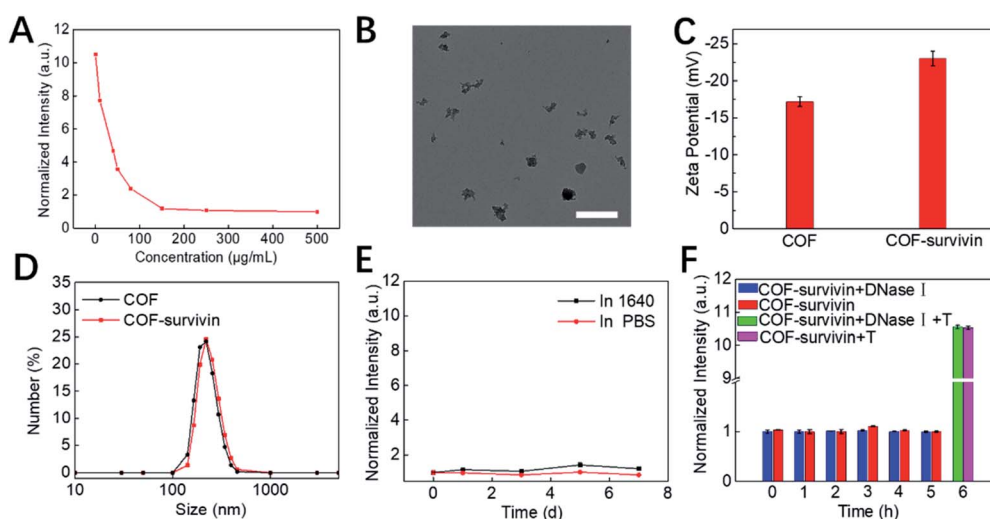 A
Normalized Intensity (a.u.)
12
10
8
6
4
2
0
0 100 200 300 400 500
Concentration (μg/mL)
B
C
Zeta Potential (mV)
-25
-20
-15
-10
-5
0
COF COF-survivin
D
Number (%)
35
30
25
20
15
10
5
0
COF
COF-survivin
10 100 1000
Size (nm)
E
Normalized Intensity (a.u.)
12
10
8
6
4
2
In 1640
In PBS
0 2 4 6 8
Time (d)
F
Normalized Intensity (a.u.)
12
11
10
9
1
0
COF-survivin+DNase I
COF-survivin
COF-survivin+DNase I+T
COF-survivin+T
0 1 2 3 4 5 6
Time (h)